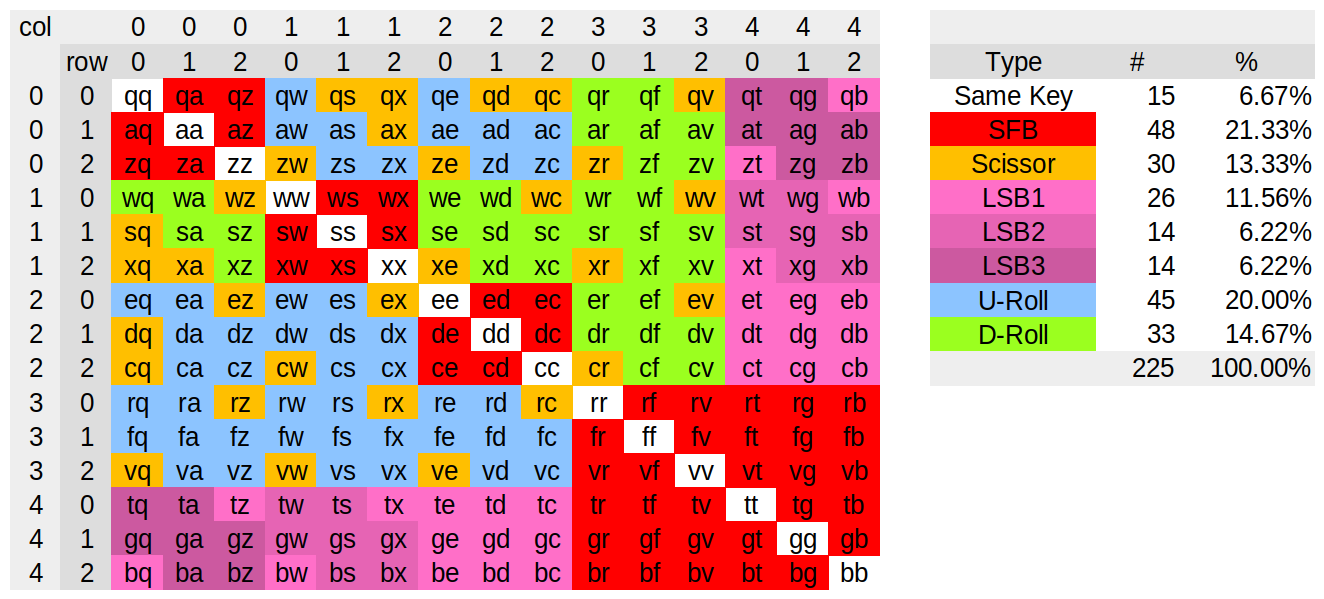 col 0 0 0 1 1 1 2 2 2 3 3 3 4 4 4
row 0 1 2 0 1 2 0 1 2 0 1 2 0 1 2 Type # %
0 0 qq qa qz qw qs qx qe qd qc qr qf qv qt qg qb Same Key 15 6.67%
0 1 aq aa az aw as ax ae ad ac ar af av at ag ab SFB 48 21.33%
0 2 zq za zz zw zs zx ze zd zc zr zf zv zt zg zb Scissor 30 13.33%
1 0 wq wa wz ww ws wx we wd wc wr wf wv wt wg wb LSB1 26 11.56%
1 1 sq sa sz sw ss sx se sd sc sr sf sv st sg sb LSB2 14 6.22%
1 2 xq xa xz xw xs xx xe xd xc xr xf xv xt xg xb LSB3 14 6.22%
2 0 eq ea ez ew es ex ee ed ec er ef ev et eg eb U-Roll 45 20.00%
2 1 dq da dz dw ds dx de dd dc dr df dv dt dg db D-Roll 33 14.67%
2 2 cq ca cz cw cs cx ce cd cc cr cf cv ct cg cb 225 100.00%
3 0 rq ra rz rw rs rx re rd rc rr rf rv rt rg rb
3 1 fq fa fz fw fs fx fe fd fc fr ff fv ft fg fb
3 2 vq va vz vw vs vx ve vd vc vr vf vv vt vg vb
4 0 tq ta tz tw ts tx te td tc tr tf tv tt tg tb
4 1 gq ga gz gw gs gx ge gd gc gr gf gv gt gg gb
4 2 bq ba bz bw bs bx be bd bc br bf bv bt bg bb